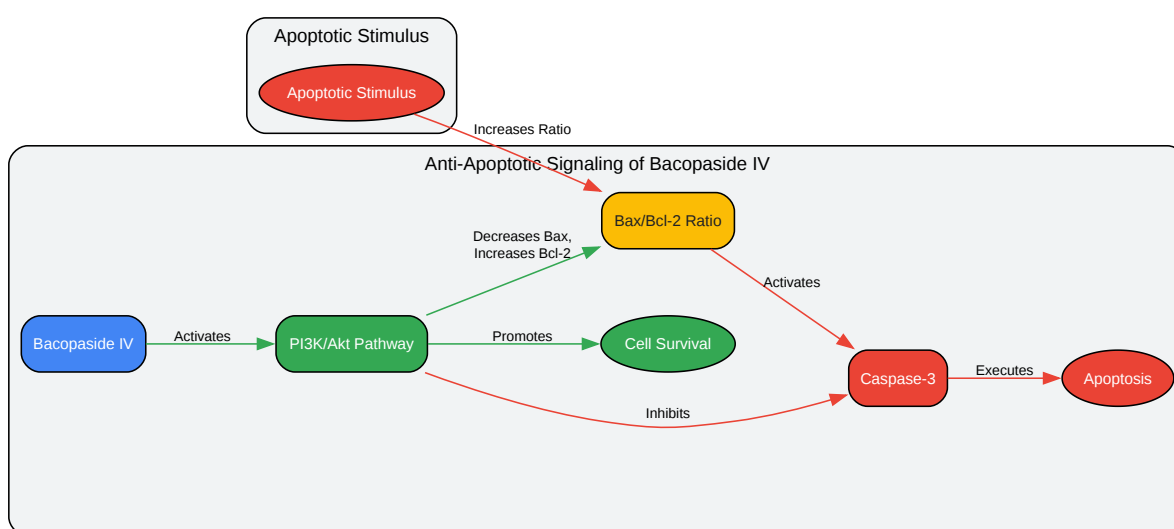 Apoptotic Stimulus
Apoptotic Stimulus
Increases Ratio
Anti-Apoptotic Signaling of Bacopaside IV
Bax/Bcl-2 Ratio
Decreases Bax,
Increases Bcl-2
Activates
Bacopaside IV
Activates
PI3K/Akt Pathway
Promotes
Cell Survival
Caspase-3
Executes
Apoptosis
Inhibits